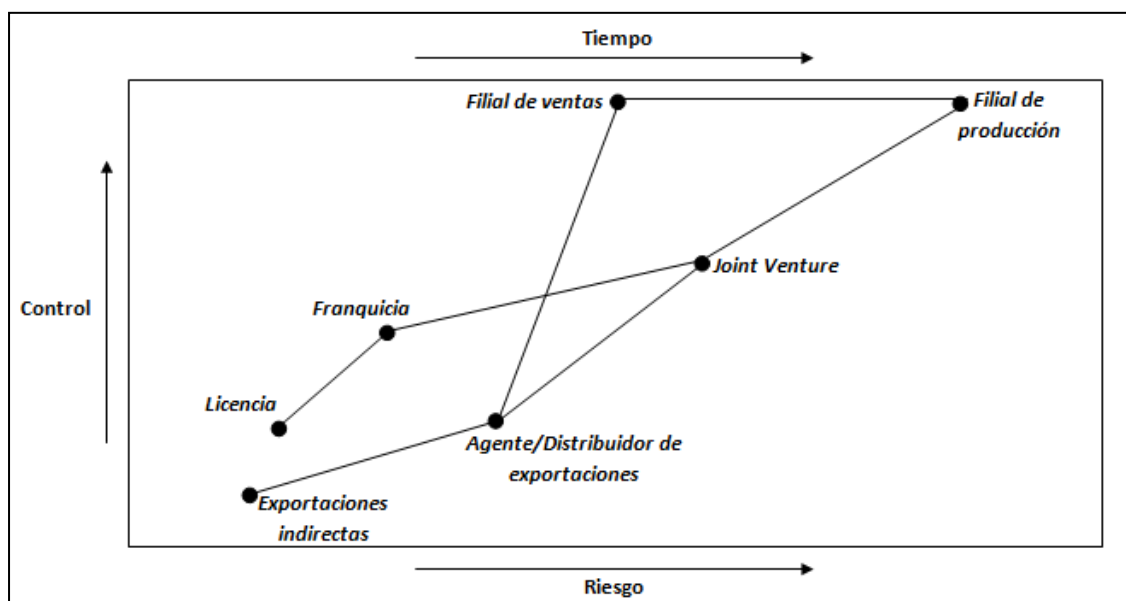 Tiempo
Filial de ventas
Filial de
producción
Joint Venture
Control
Franquicia
Licencia
Agente/Distribuidor de
exportaciones
Exportaciones
indirectas
Riesgo